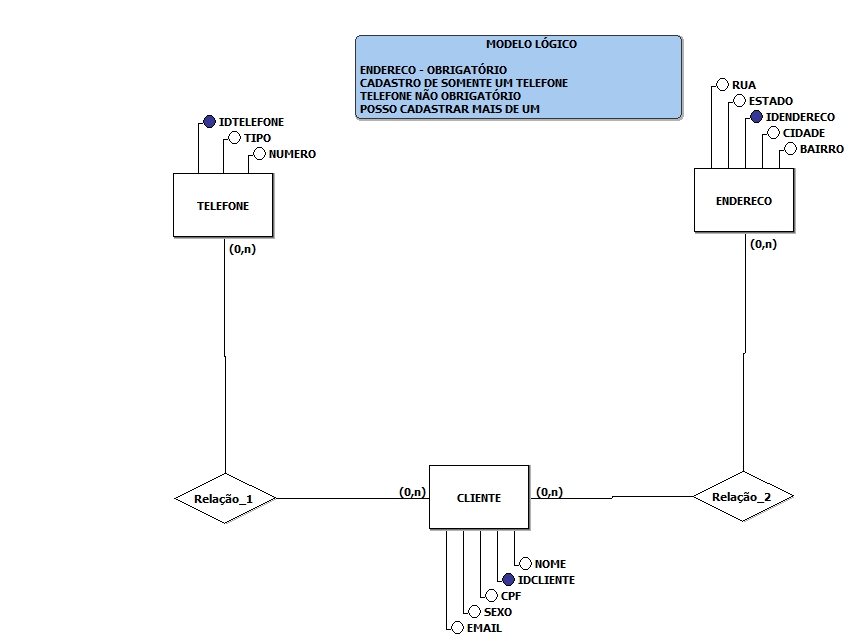 MODELO LÓGICO
ENDERECO - OBRIGATÓRIO
CADASTRO DE SOMENTE UM TELEFONE
TELEFONE NÃO OBRIGATÓRIO
POSSO CADASTRAR MAIS DE UM
IDTELEFONE
TIPO
NUMERO
TELEFONE
(0,n)
RUA
ESTADO
IDENDERECO
CIDADE
BAIRRO
ENDERECO
(0,n)
Relação_1
(0,n)
CLIENTE
(0,n)
Relação_2
NOME
IDCLIENTE
CPF
SEXO
EMAIL